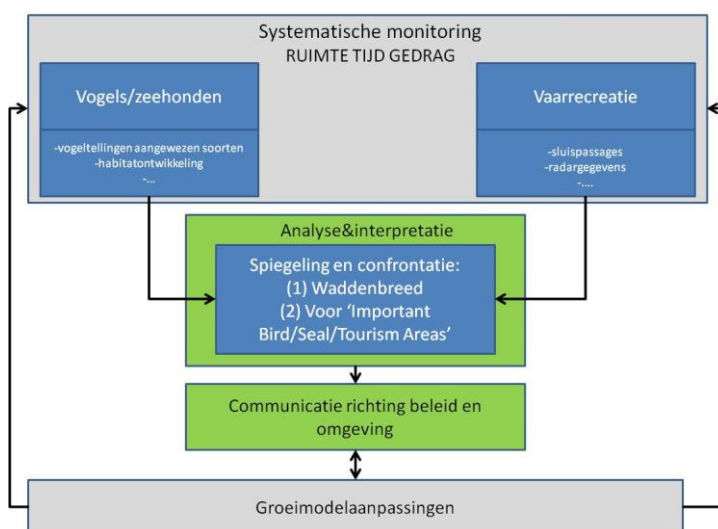 Systematische monitoring
RUIMTE TIJD GEDRAG
Vogels/zeehonden
-vogeltellingen aangewezen soorten
-habitatontwikkeling
-...
Vaarrecreatie
-sluispassages
-radargegevens
-....
Analyse&interpretatie
Spiegeling en confrontatie:
(1) Waddenbreed
(2) Voor ‘Important
Bird/Seal/Tourism Areas’
Communicatie richting beleid en
omgeving
Groeimodelaanpassingen